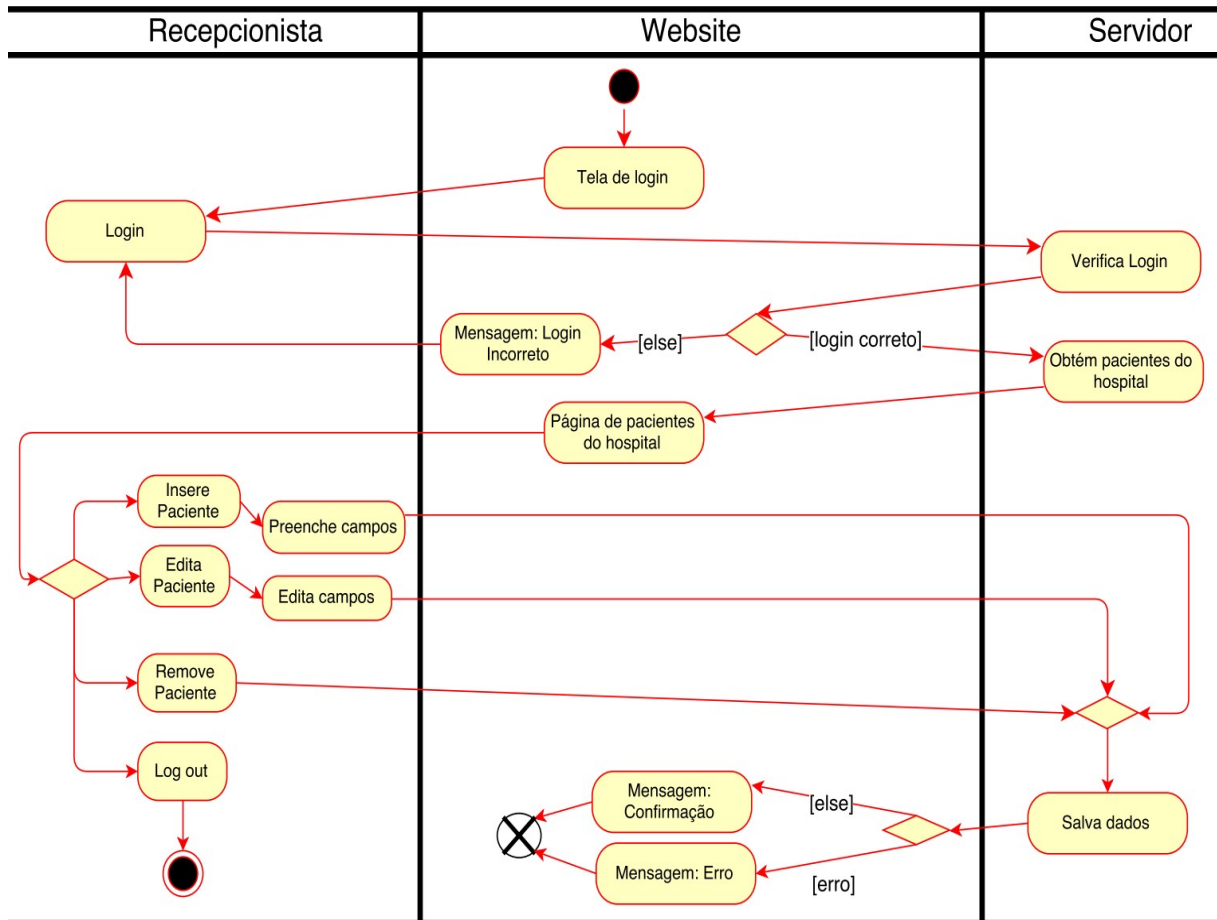 Recepcionista
Website
Servidor
Tela de login
Login
Verifica Login
Mensagem: Login
Incorreto
[else]
[login correto]
Obtém pacientes do
hospital
Página de pacientes
do hospital
Insere
Paciente
Preenche campos
Edita
Paciente
Edita campos
Remove
Paciente
Log out
Mensagem:
Confirmação
[else]
Salva dados
Mensagem: Erro
[erro]